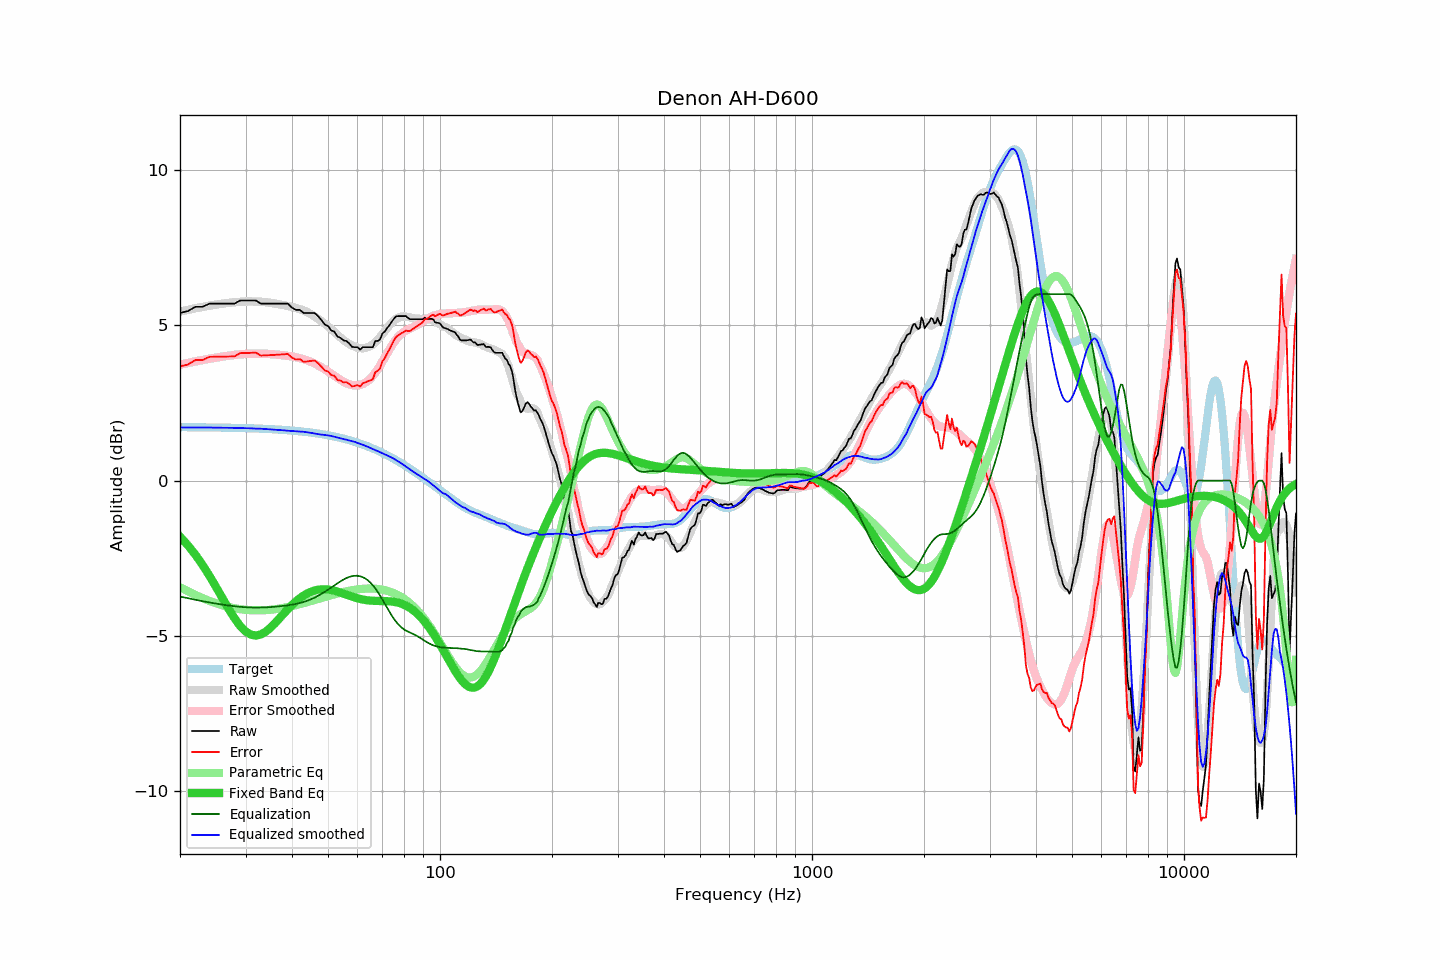 Denon AH-D600
Amplitude (dBr)
10
5
0
−5
−10
Target
Raw Smoothed
Error Smoothed
Raw
Error
Parametric Eq
Fixed Band Eq
Equalization
Equalized smoothed
100
1000
10000
Frequency (Hz)